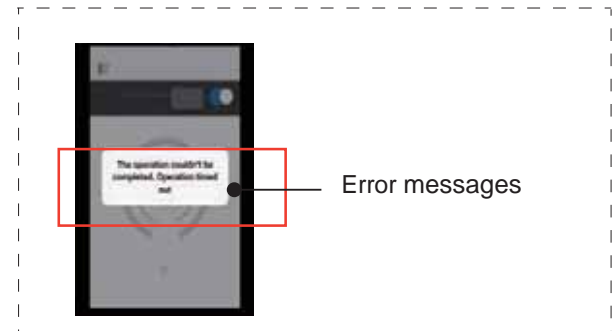 The operation couldn't be
completed. Operation timed
out
Error messages